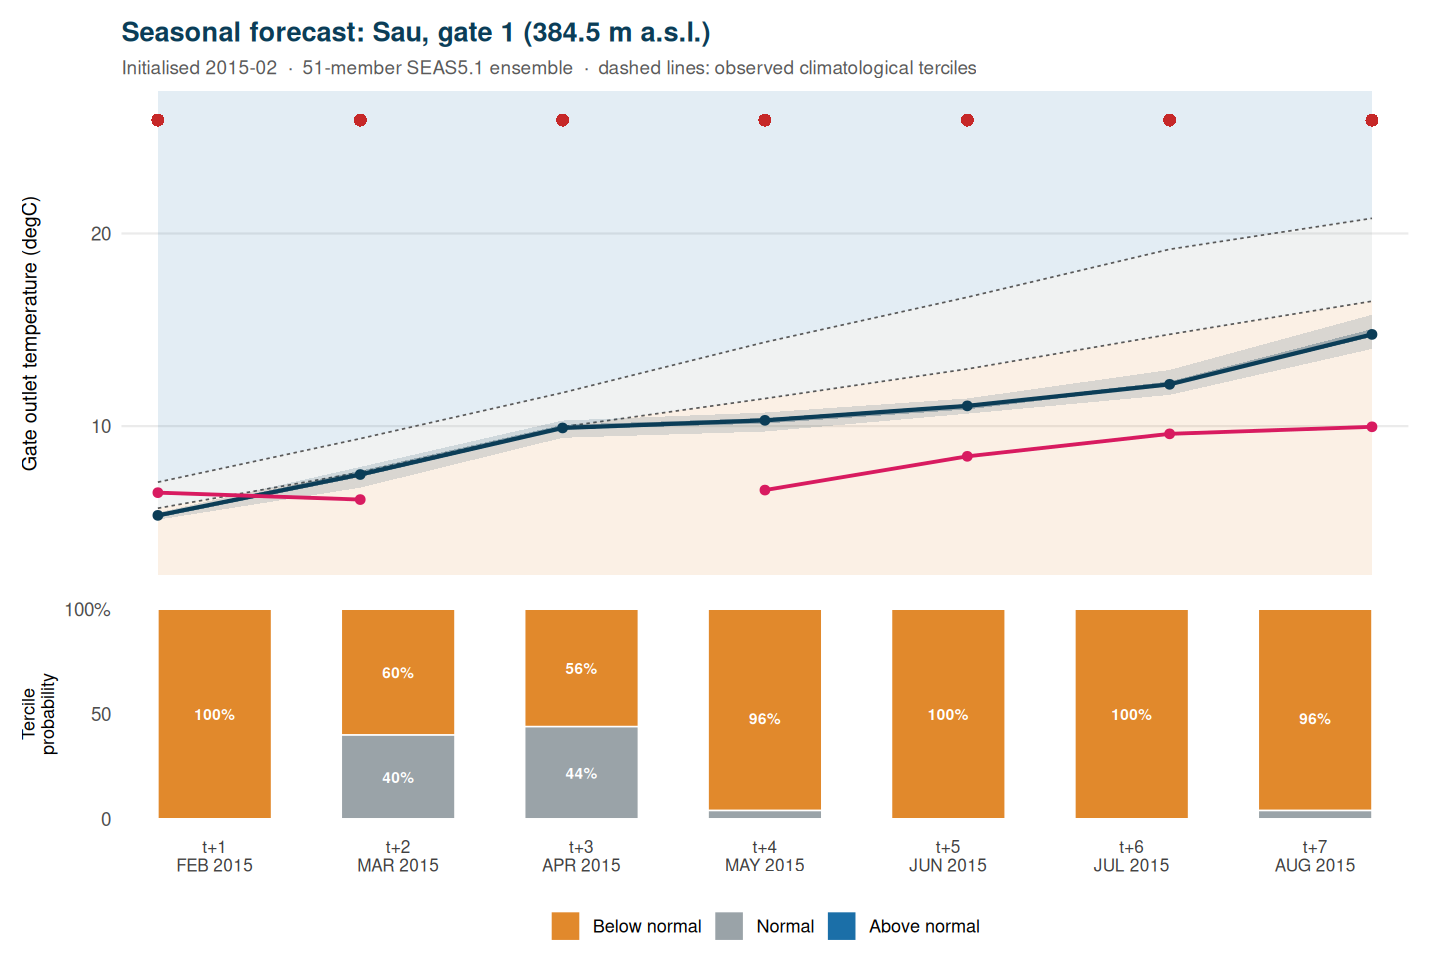 Seasonal forecast: Sau, gate 1 (384.5 m a.s.l.)
Initialised 2015-02 · 51-member SEAS5.1 ensemble · dashed lines: observed climatological terciles
Gate outlet temperature (degC)
20
10
Tercile
probability
100%
50
0
100%
60%
40%
56%
44%
96%
100%
100%
96%
t+1
FEB 2015
t+2
MAR 2015
t+3
APR 2015
t+4
MAY 2015
t+5
JUN 2015
t+6
JUL 2015
t+7
AUG 2015
Below normal
Normal
Above normal